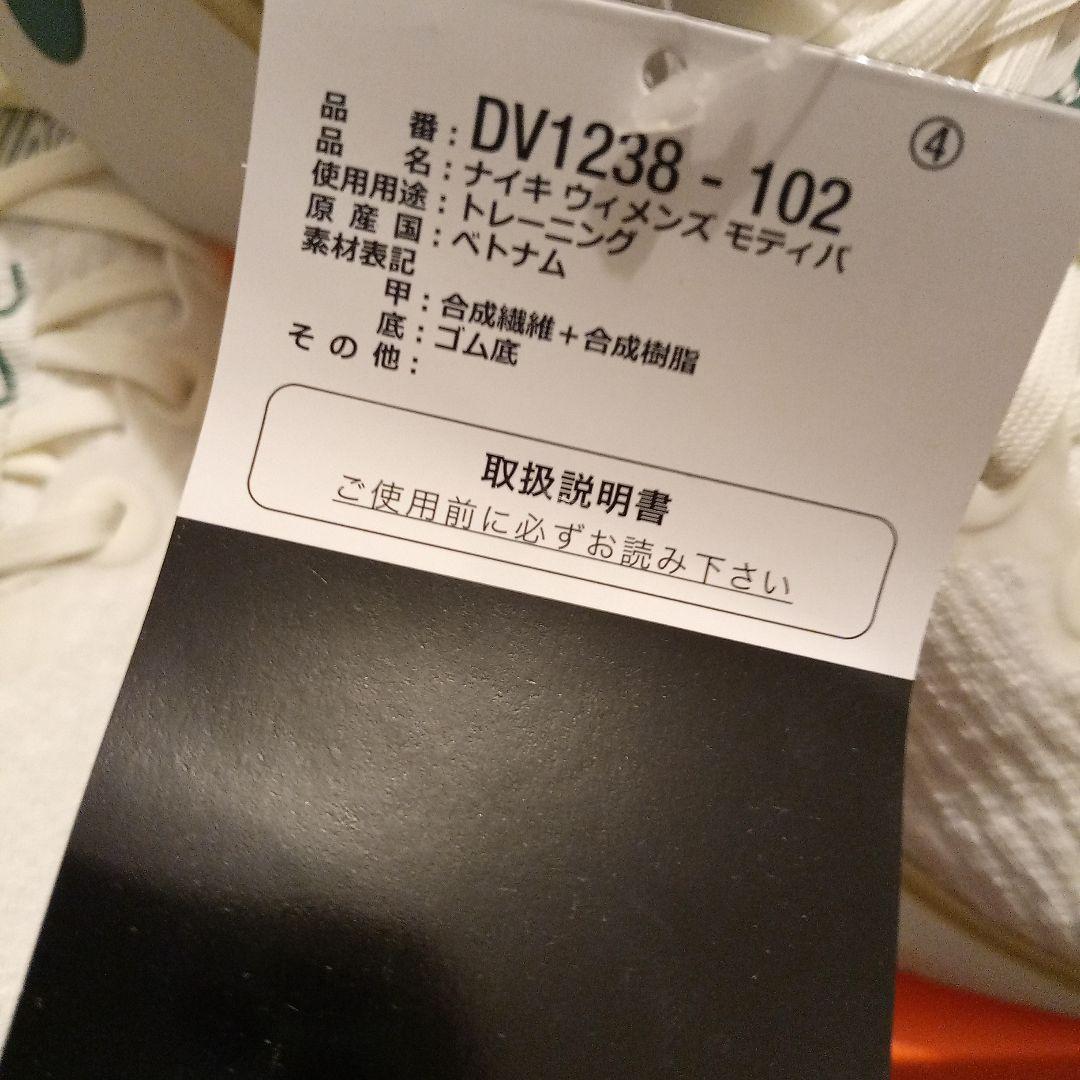 ④
品番:DV1238-102
品名:ナイキ ウィメンズ モティバ
使用用途:トレーニング
原産国:ベトナム
素材表記
甲:合成繊維+合成樹脂
底:ゴム底
その他:
取扱説明書
ご使用前に必ずお読み下さい